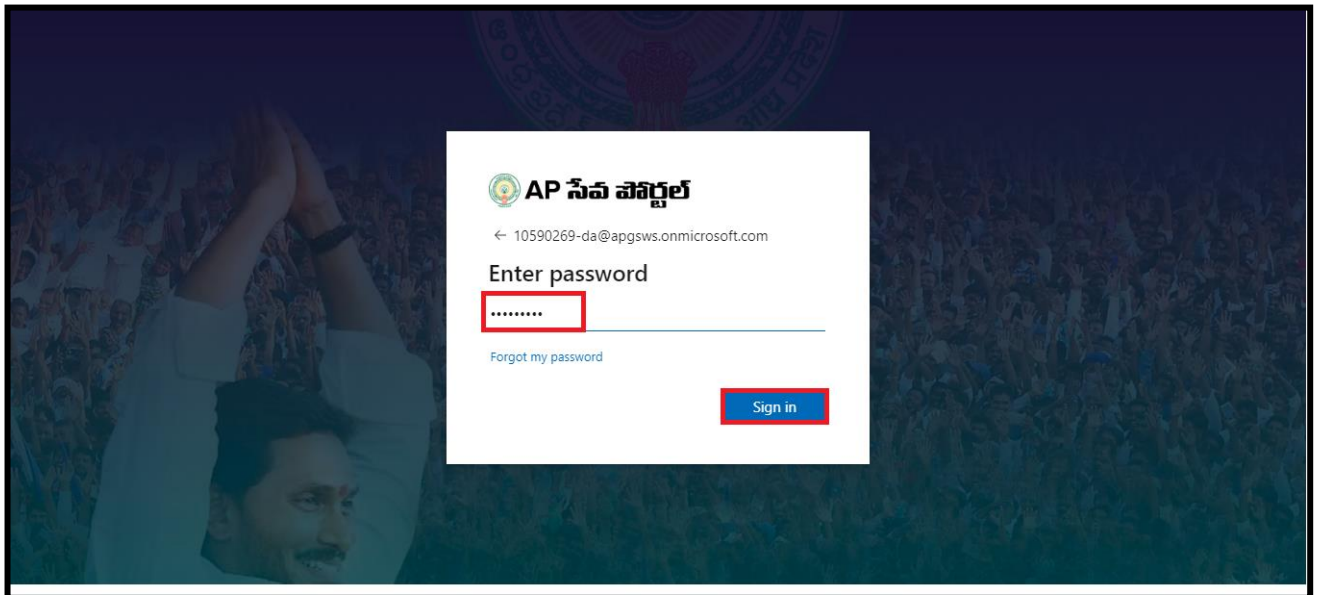 AP సేవ పోర్టల్
← 10590269-da@apgsws.onmicrosoft.com
Enter password
•••••••••
Forgot my password
Sign in